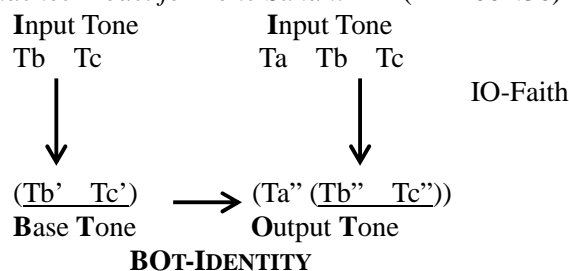 Input Tone Input Tone
Tb Tc Ta Tb Tc
IO-Faith
(Tb’ Tc’) (Ta” (Tb” Tc”))
Base Tone Output Tone
BOT-IDENTITY